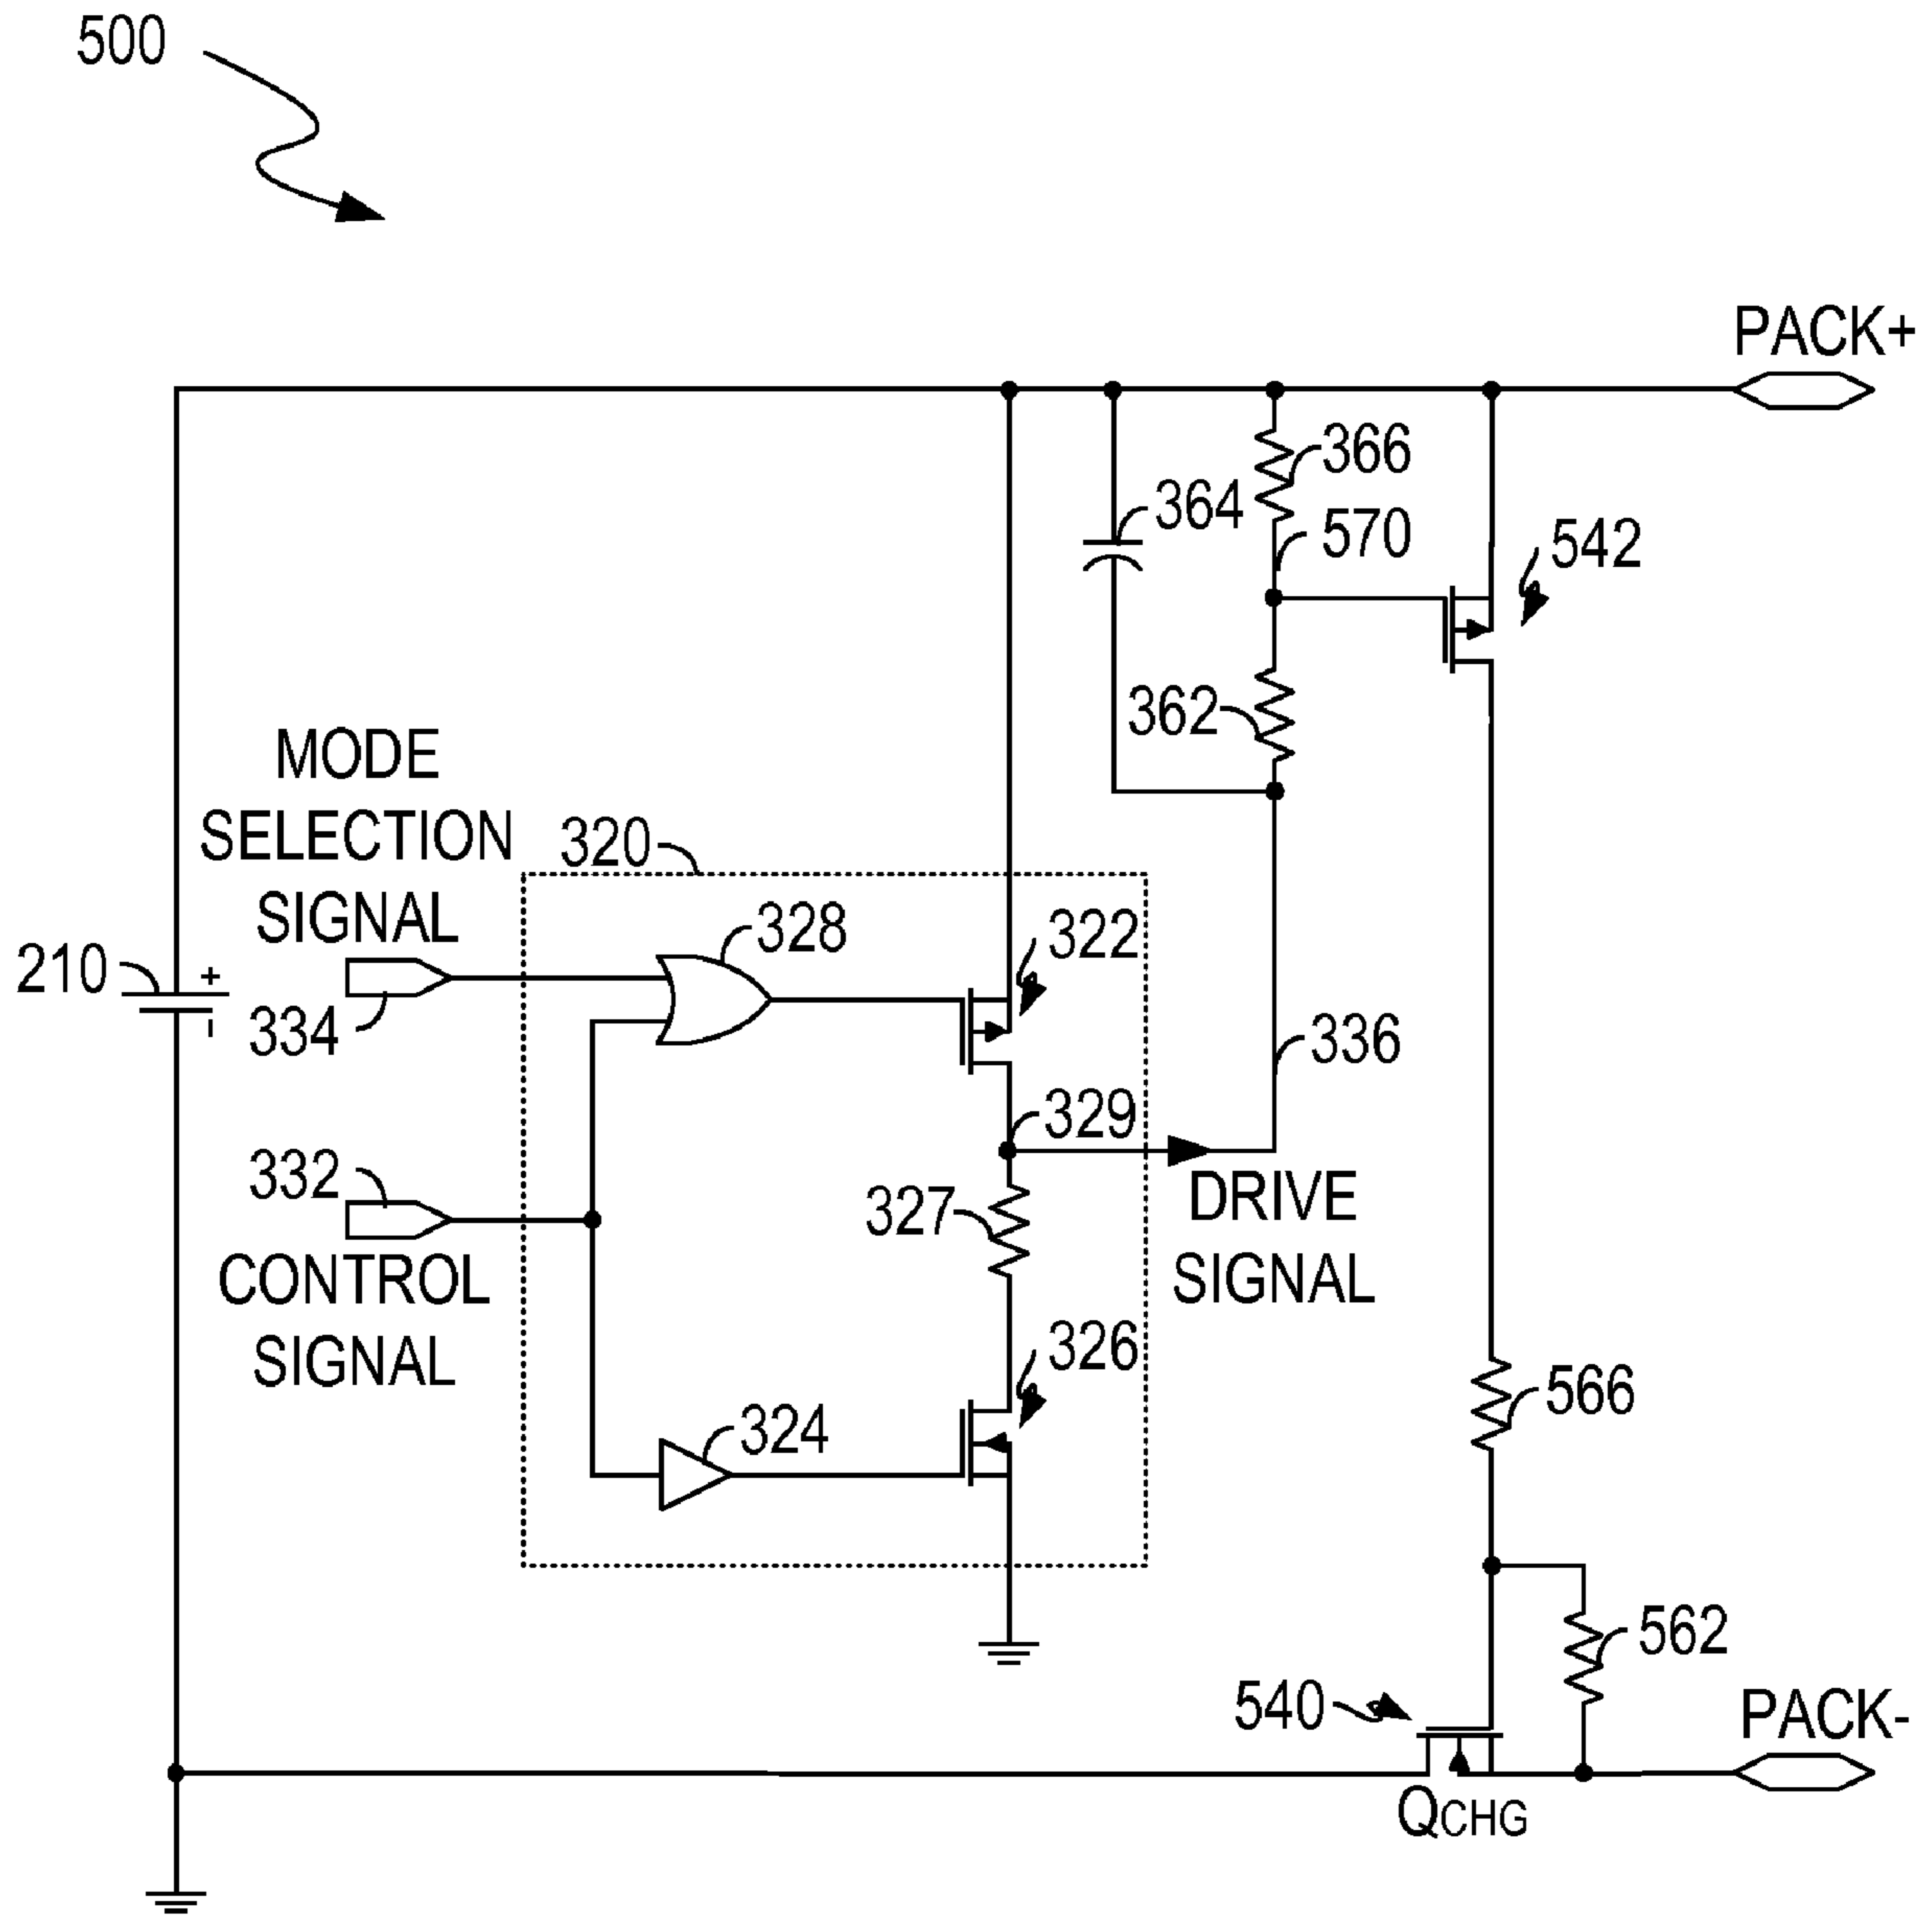 500
PACK+
366
364
570
542
362
MODE
SELECTION
SIGNAL
320
328
322
210
+
-
334
336
329
332
327
DRIVE
SIGNAL
CONTROL
SIGNAL
326
324
566
562
540
PACK-
QCHG